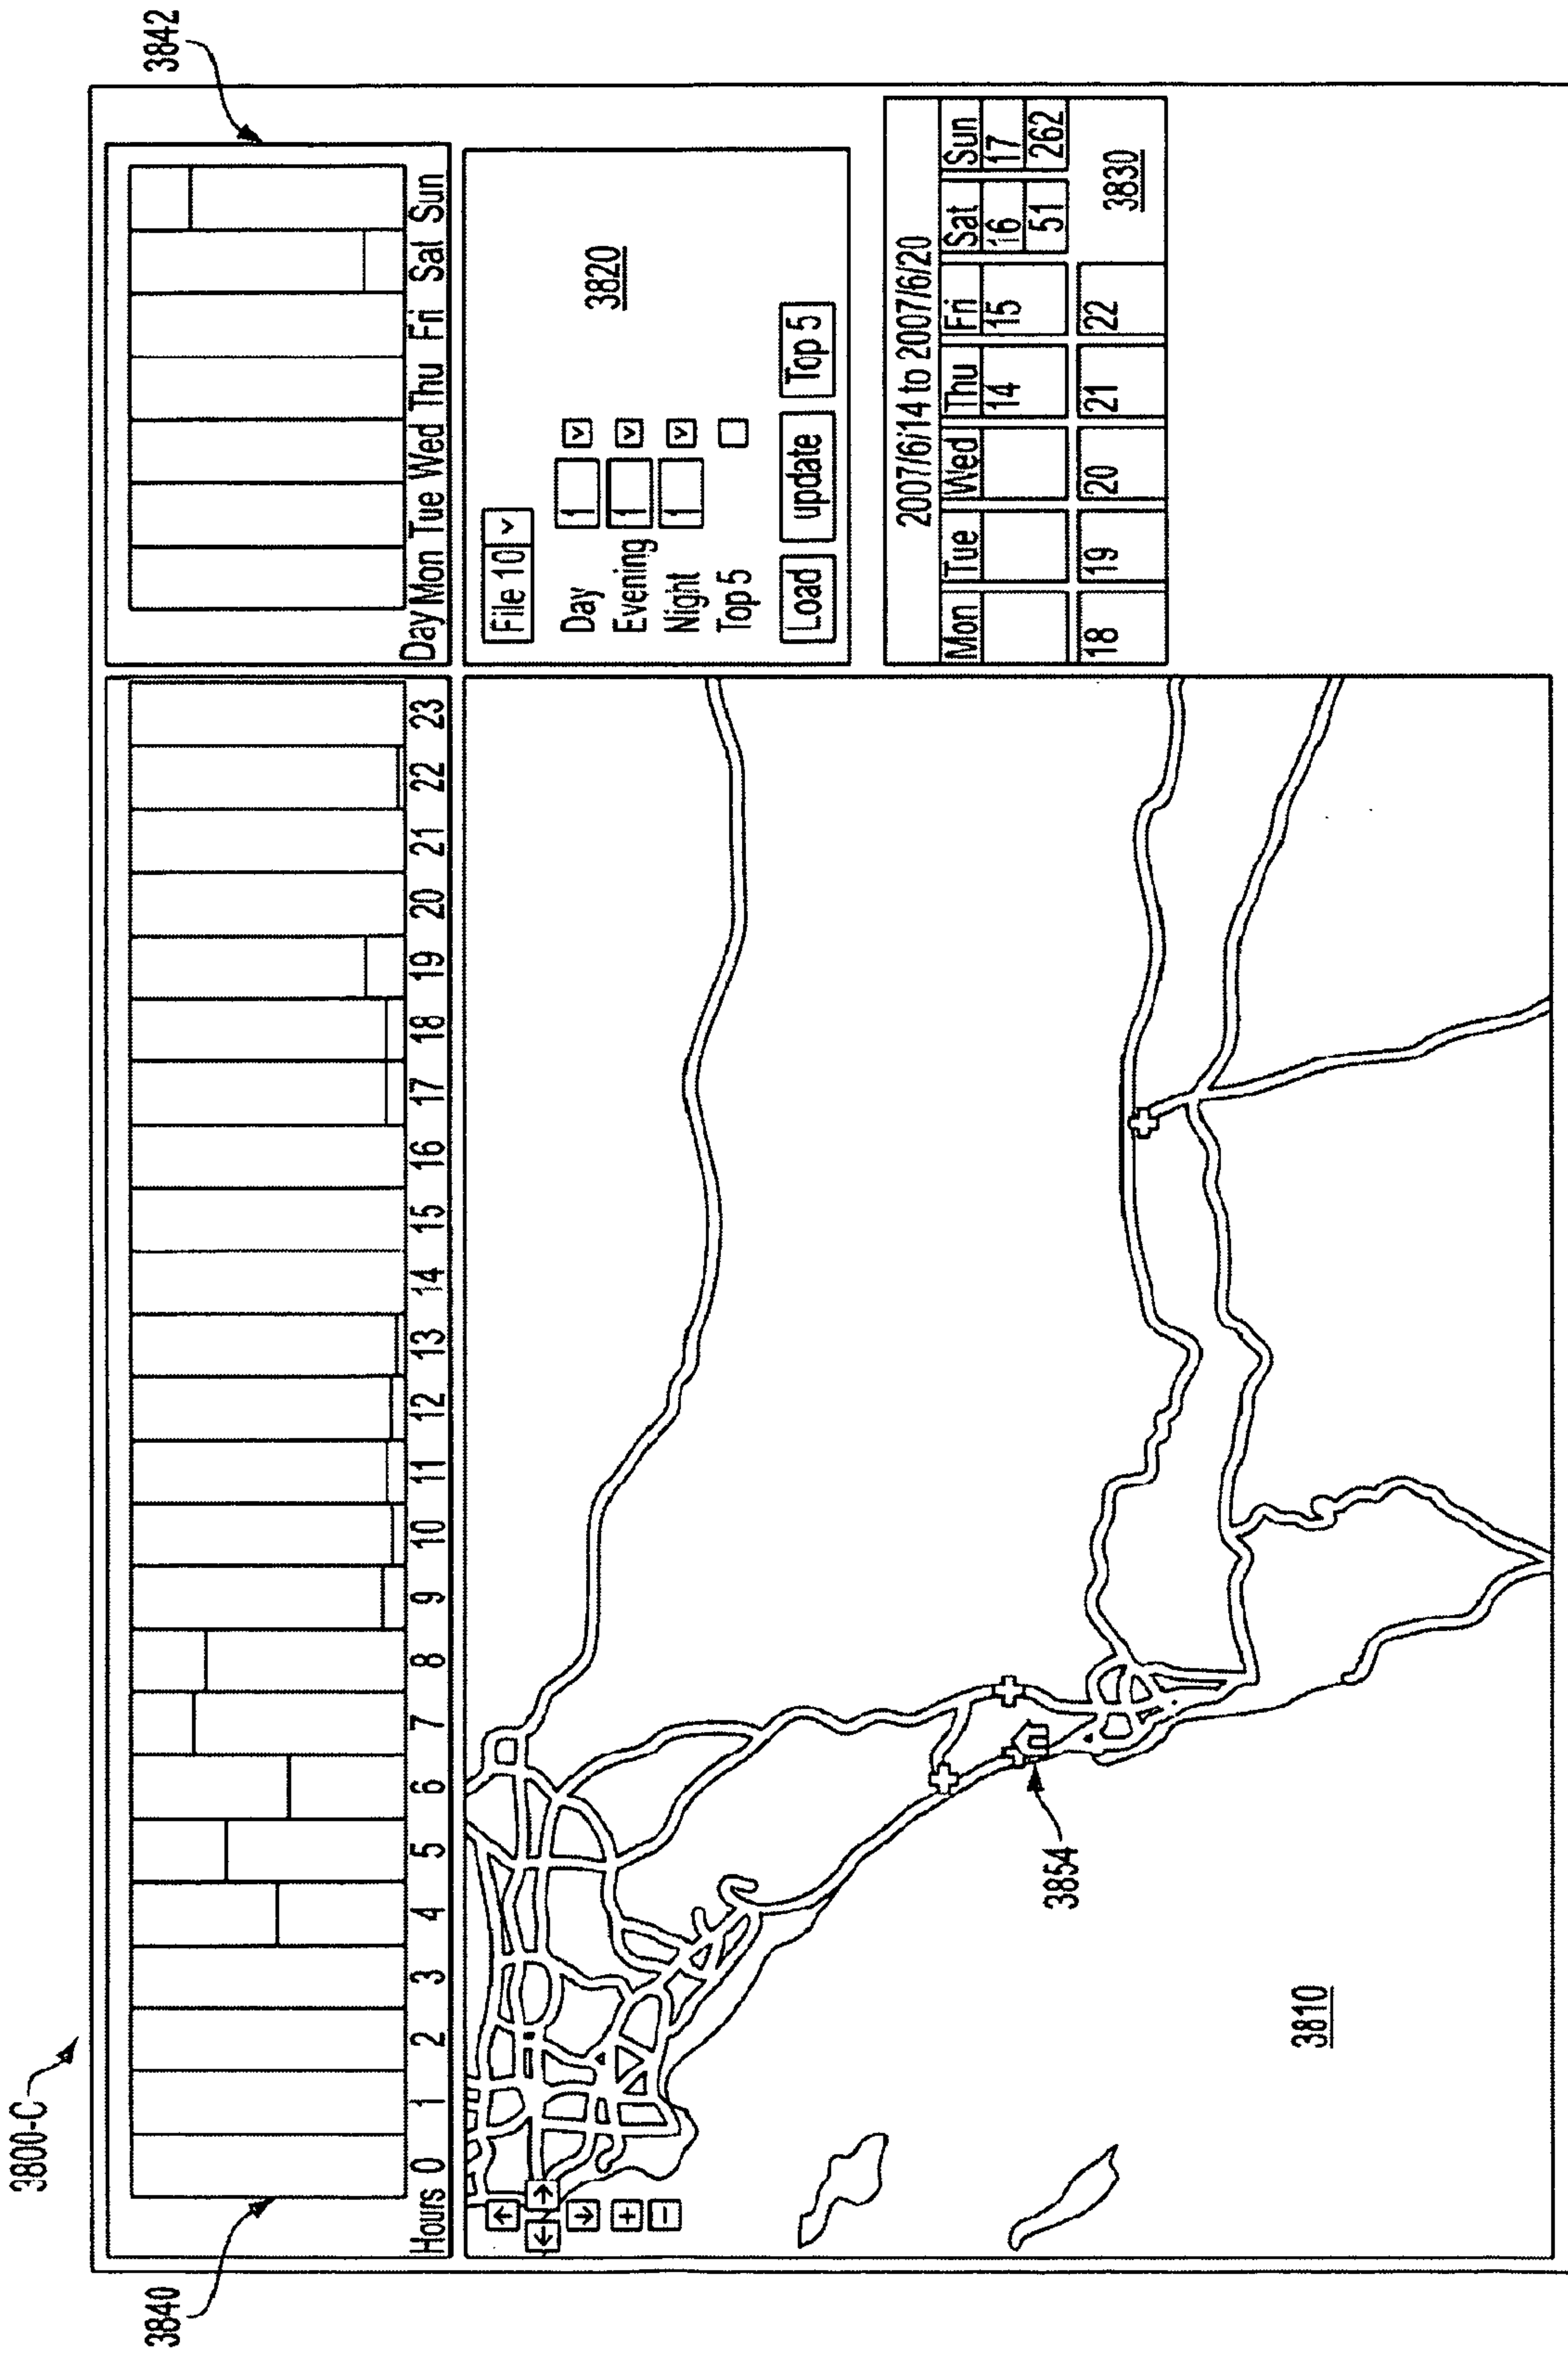 3800-C
3840
3842
Hours 0 1 2 3 4 5 6 7 8 9 10 11 12 13 14 15 16 17 18 19 20 21 22 23
Day Mon Tue Wed Thu Fri Sat Sun
File 10 v
Day 1 v
Evening 1 v
Night 1 v
Top 5
Load update Top 5
3820
2007/6/14 to 2007/6/20
Mon Tue Wed Thu Fri Sat Sun
14 15 16 17
51 262
18 19 20 21 22
3830
+
−
3854
3810